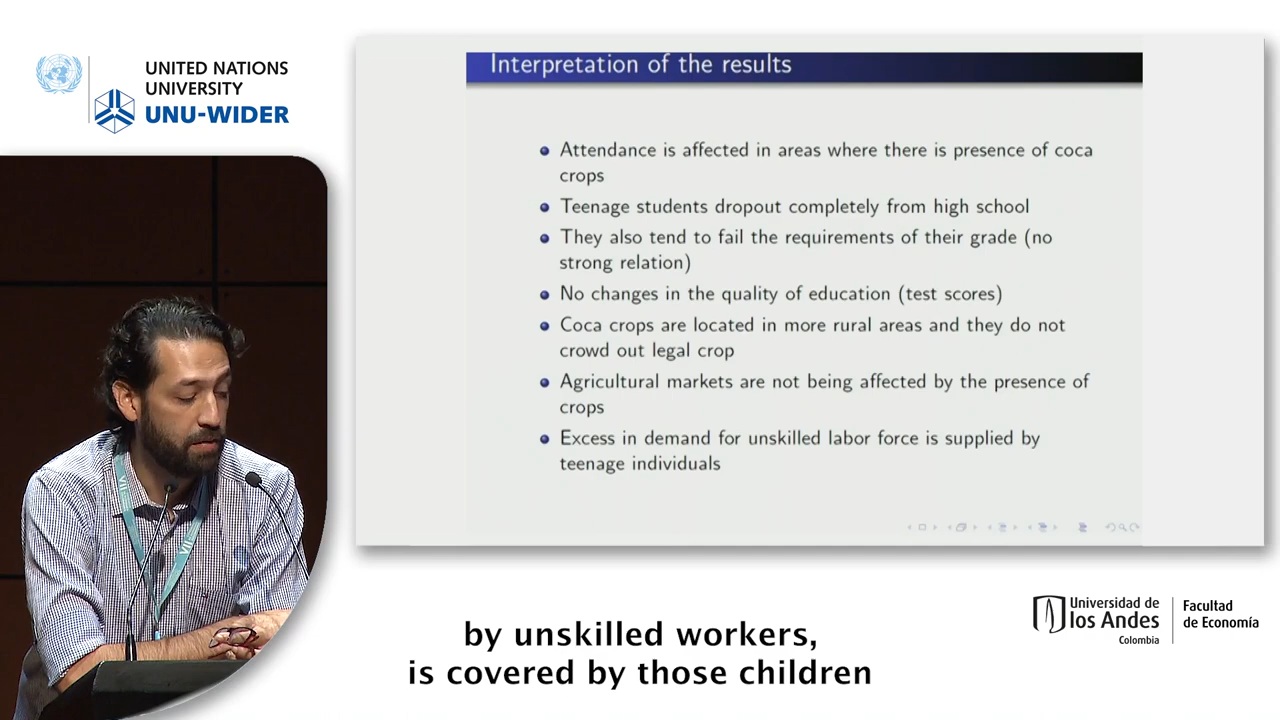 UNITED NATIONS
UNIVERSITY
UNU-WIDER
Interpretation of the results
Attendance is affected in areas where there is presence of coca
crops
Teenage students dropout completely from high school
They also tend to fail the requirements of their grade (no
strong relation)
No changes in the quality of education (test scores)
Coca crops are located in more rural areas and they do not
crowd out legal crop
Agricultural markets are not being affected by the presence of
crops
Excess in demand for unskilled labor force is supplied by
teenage individuals
Universidad de
los Andes
Colombia
Facultad
de Economía
by unskilled workers,
is covered by those children